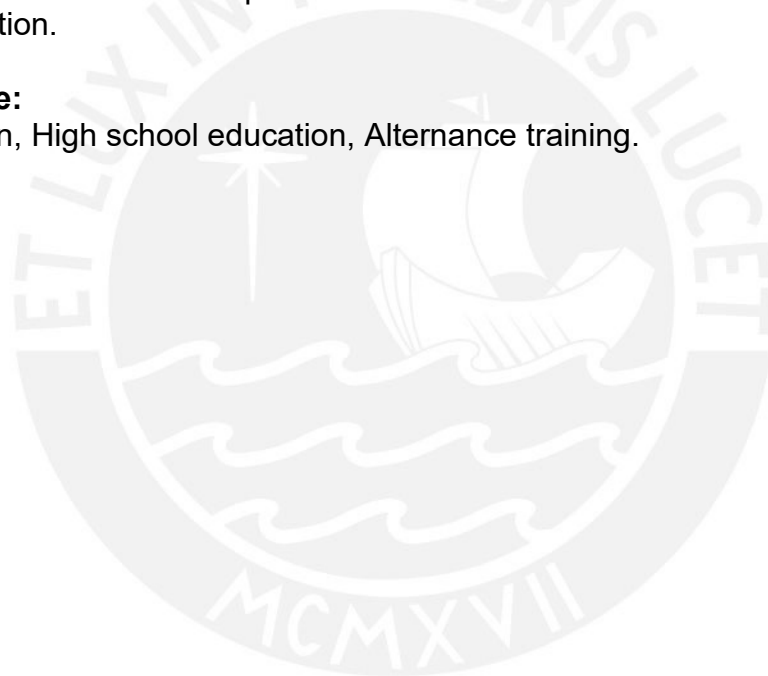 tion.
e:
n, High school education, Alternance training.
ET LUX IN BRIS LUCET
MCMXVII